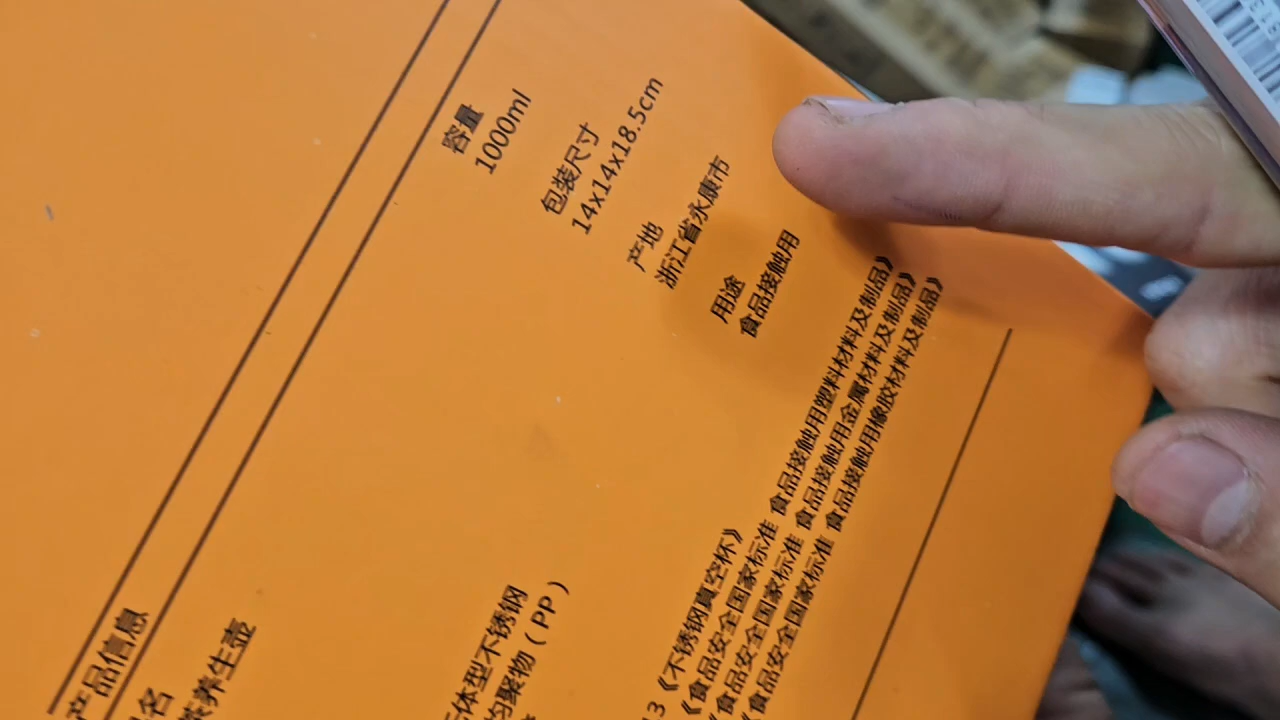 产品信息
名
茶养生壶
容量
1000ml
包装尺寸
14x14x18.5cm
体型不锈钢
均聚物(PP)
产地
浙江省永康市
用途
食品接触用
3《不锈钢真空杯》
《食品安全国家标准 食品接触用塑料材料及制品》
《食品安全国家标准 食品接触用金属材料及制品》
《食品安全国家标准 食品接触用橡胶材料及制品》